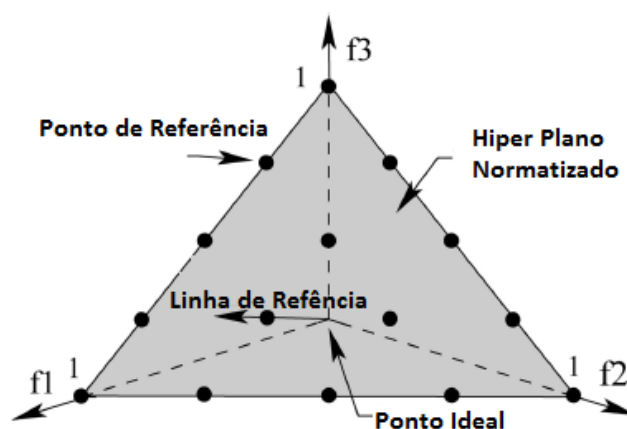 f3
1
Ponto de Referência
Hiper Plano
Normatizado
Linha de Refência
1
f1
1
f2
Ponto Ideal